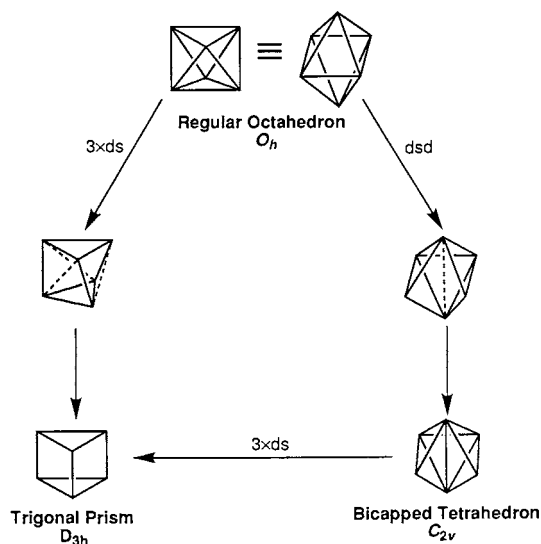 ≡
Regular Octahedron
Oh
3×ds
dsd
3×ds
Trigonal Prism
D3h
Bicapped Tetrahedron
C2v